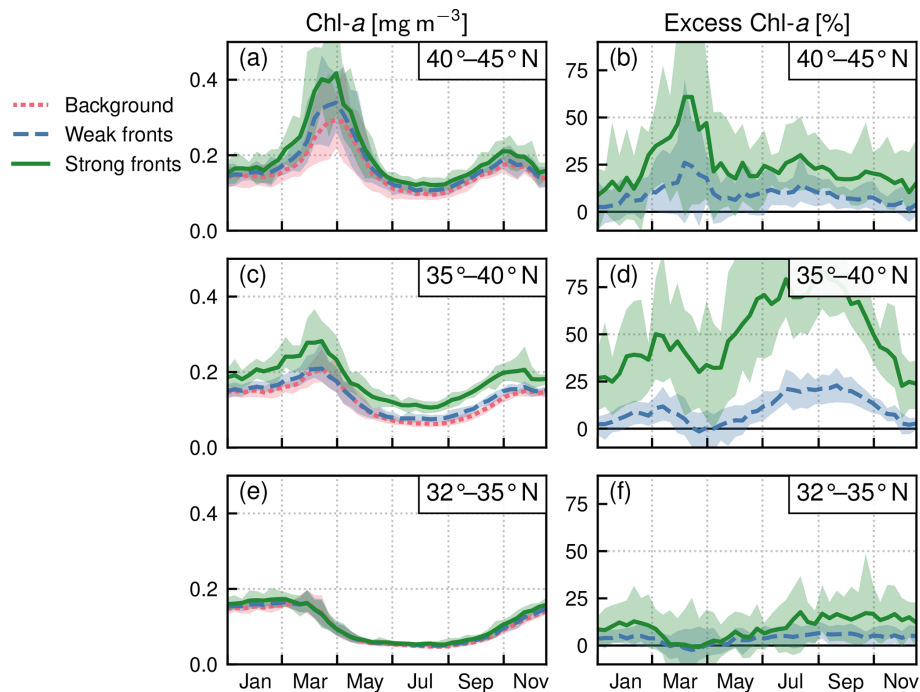 Chl-a [mg m⁻³]
Excess Chl-a [%]
Background
Weak fronts
Strong fronts
(a)
40°–45° N
0.4
0.2
0.0
(b)
40°–45° N
75
50
25
0
(c)
35°–40° N
0.4
0.2
0.0
(d)
35°–40° N
75
50
25
0
(e)
32°–35° N
0.4
0.2
0.0
Jan Mar May Jul Sep Nov
(f)
32°–35° N
75
50
25
0
Jan Mar May Jul Sep Nov